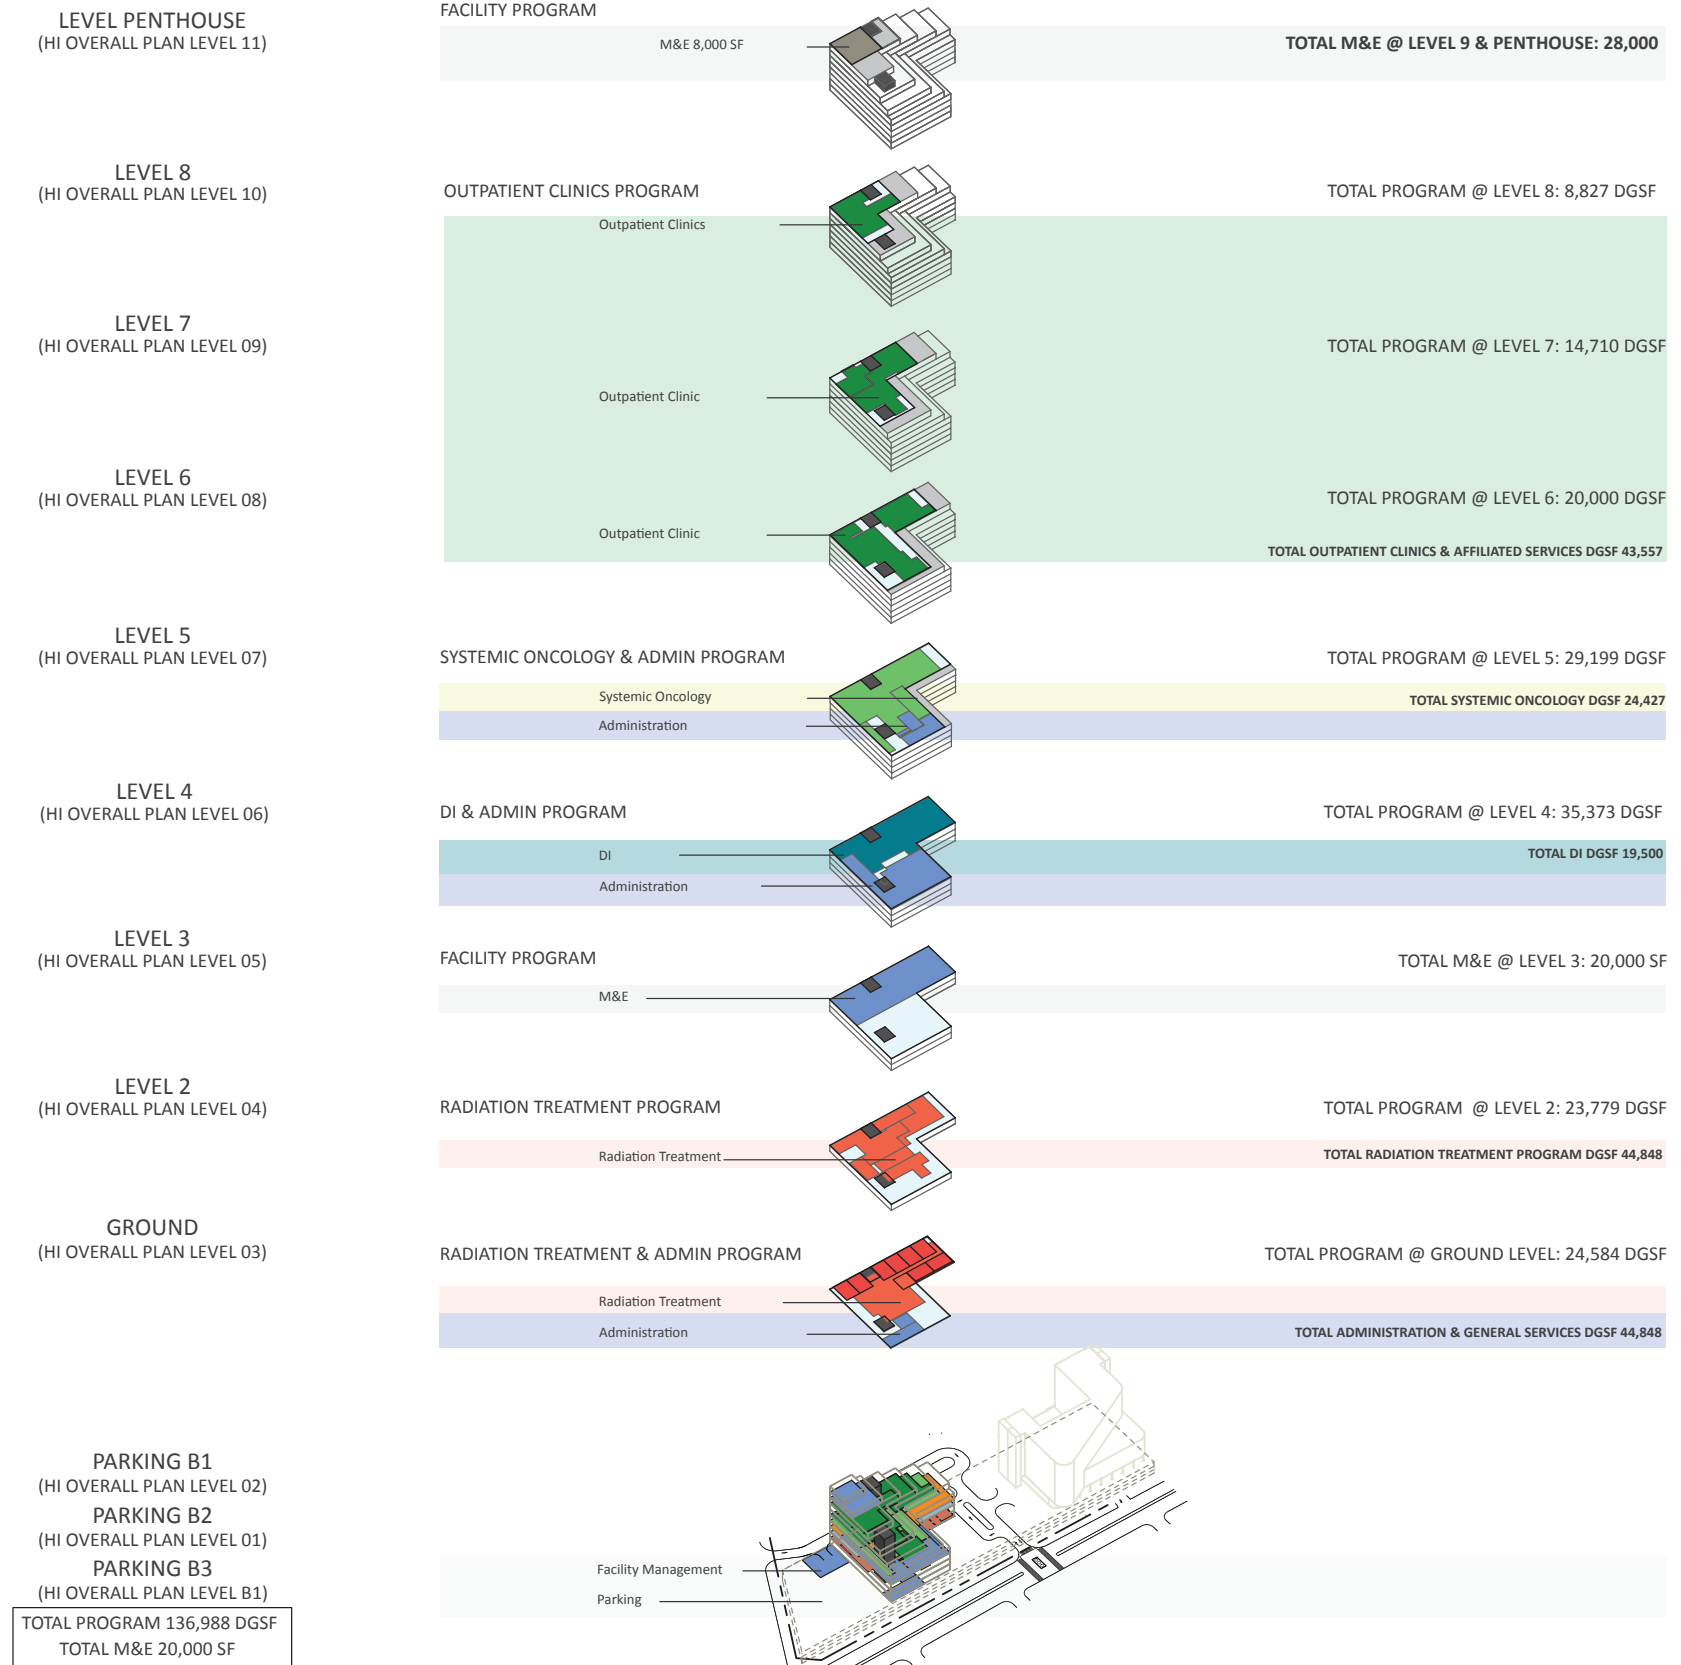 LEVEL PENTHOUSE
(HI OVERALL PLAN LEVEL 11)
FACILITY PROGRAM
M&E 8,000 SF
TOTAL M&E @ LEVEL 9 & PENTHOUSE: 28,000
LEVEL 8
(HI OVERALL PLAN LEVEL 10)
OUTPATIENT CLINICS PROGRAM
TOTAL PROGRAM @ LEVEL 8: 8,827 DGSF
Outpatient Clinics
LEVEL 7
(HI OVERALL PLAN LEVEL 09)
TOTAL PROGRAM @ LEVEL 7: 14,710 DGSF
Outpatient Clinic
LEVEL 6
(HI OVERALL PLAN LEVEL 08)
TOTAL PROGRAM @ LEVEL 6: 20,000 DGSF
Outpatient Clinic
TOTAL OUTPATIENT CLINICS & AFFILIATED SERVICES DGSF 43,557
LEVEL 5
(HI OVERALL PLAN LEVEL 07)
SYSTEMIC ONCOLOGY & ADMIN PROGRAM
TOTAL PROGRAM @ LEVEL 5: 29,199 DGSF
Systemic Oncology
TOTAL SYSTEMIC ONCOLOGY DGSF 24,427
Administration
LEVEL 4
(HI OVERALL PLAN LEVEL 06)
DI & ADMIN PROGRAM
TOTAL PROGRAM @ LEVEL 4: 35,373 DGSF
DI
TOTAL DI DGSF 19,500
Administration
LEVEL 3
(HI OVERALL PLAN LEVEL 05)
FACILITY PROGRAM
TOTAL M&E @ LEVEL 3: 20,000 SF
M&E
LEVEL 2
(HI OVERALL PLAN LEVEL 04)
RADIATION TREATMENT PROGRAM
TOTAL PROGRAM @ LEVEL 2: 23,779 DGSF
Radiation Treatment
TOTAL RADIATION TREATMENT PROGRAM DGSF 44,848
GROUND
(HI OVERALL PLAN LEVEL 03)
RADIATION TREATMENT & ADMIN PROGRAM
TOTAL PROGRAM @ GROUND LEVEL: 24,584 DGSF
Radiation Treatment
Administration
TOTAL ADMINISTRATION & GENERAL SERVICES DGSF 44,848
PARKING B1
(HI OVERALL PLAN LEVEL 02)
PARKING B2
(HI OVERALL PLAN LEVEL 01)
PARKING B3
(HI OVERALL PLAN LEVEL B1)
Facility Management
Parking
TOTAL PROGRAM 136,988 DGSF
TOTAL M&E 20,000 SF